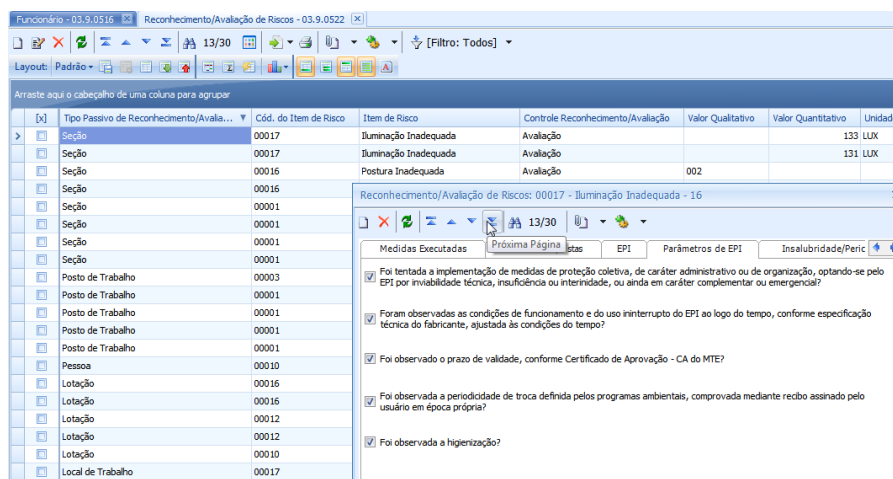 Funcionário - 03.9.0516
Reconhecimento/Avaliação de Riscos - 03.9.0522
13/30
[Filtro: Todos]
Layout: Padrão
Arraste aqui o cabeçalho de uma coluna para agrupar
[x] Tipo Passivo de Reconhecimento/Avalia... Cód. do Item de Risco Item de Risco Controle Reconhecimento/Avaliação Valor Qualitativo Valor Quantitativo Unidad
Seção 00017 Iluminação Inadequada Avaliação 133 LUX
Seção 00017 Iluminação Inadequada Avaliação 131 LUX
Seção 00016 Postura Inadequada Avaliação 002
Seção 00016
Seção 00001
Seção 00001
Seção 00001
Seção 00001
Posto de Trabalho 00003
Posto de Trabalho 00001
Posto de Trabalho 00001
Posto de Trabalho 00001
Posto de Trabalho 00001
Pessoa 00010
Lotação 00016
Lotação 00016
Lotação 00012
Lotação 00012
Lotação 00010
Local de Trabalho 00017
Reconhecimento/Avaliação de Riscos: 00017 - Iluminação Inadequada - 16
13/30
Próxima Página
Medidas Executadas EPI Parâmetros de EPI Insalubridade/Peric
Foi tentada a implementação de medidas de proteção coletiva, de caráter administrativo ou de organização, optando-se pelo
EPI por inviabilidade técnica, insuficiência ou interinidade, ou ainda em caráter complementar ou emergencial?
Foram observadas as condições de funcionamento e do uso ininterrupto do EPI ao logo do tempo, conforme especificação
técnica do fabricante, ajustada às condições do tempo?
Foi observado o prazo de validade, conforme Certificado de Aprovação - CA do MTE?
Foi observada a periodicidade de troca definida pelos programas ambientais, comprovada mediante recibo assinado pelo
usuário em época própria?
Foi observada a higienização?